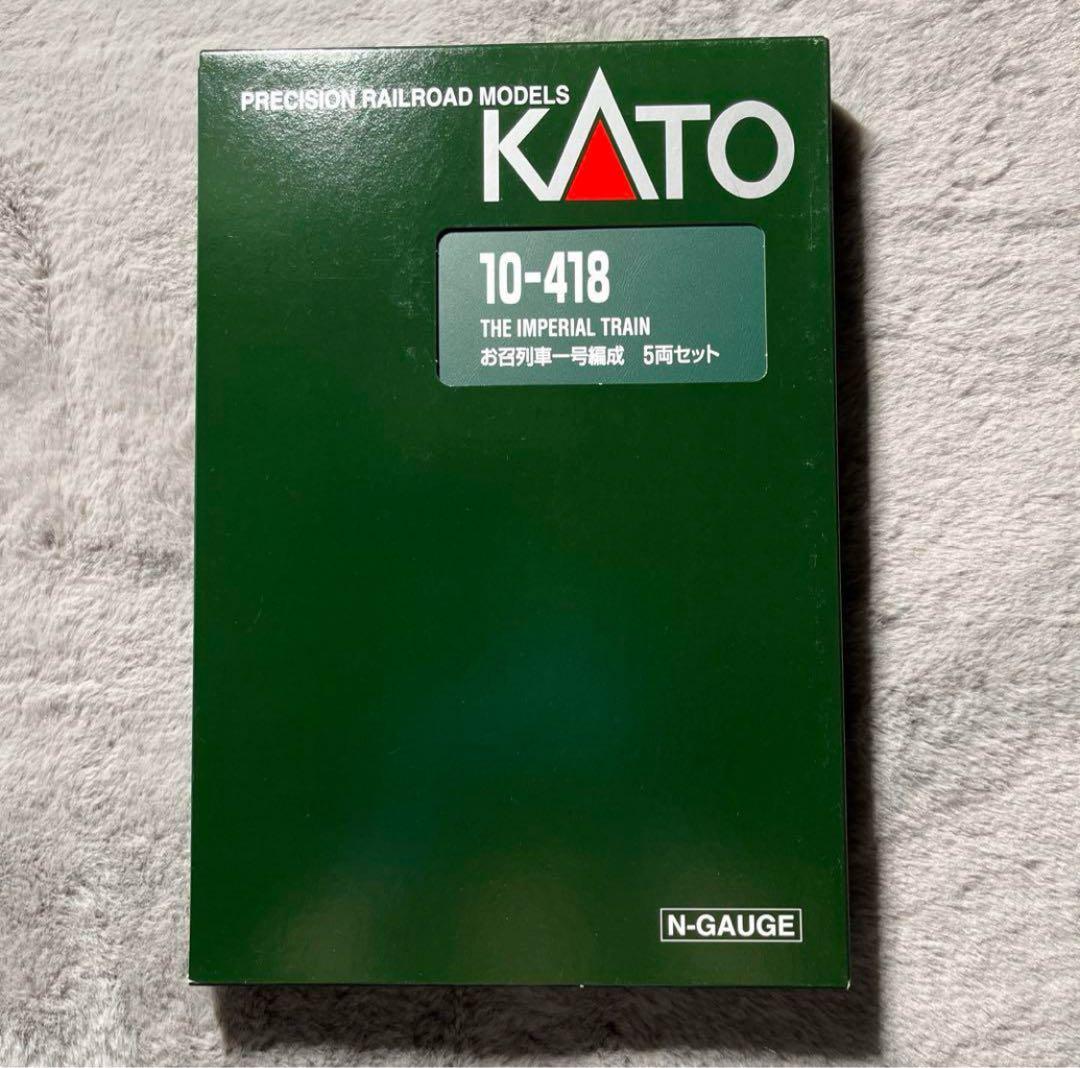 PRECISION RAILROAD MODELS
KATO
10-418
THE IMPERIAL TRAIN
お召列車一号編成 5両セット
N-GAUGE